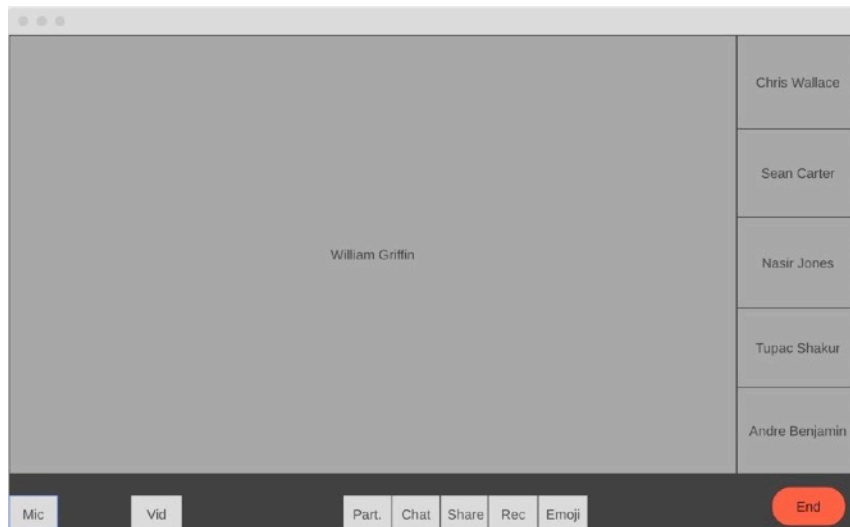 Chris Wallace
Sean Carter
William Griffin
Nasir Jones
Tupac Shakur
Andre Benjamin
Mic Vid Part. Chat Share Rec Emoji End